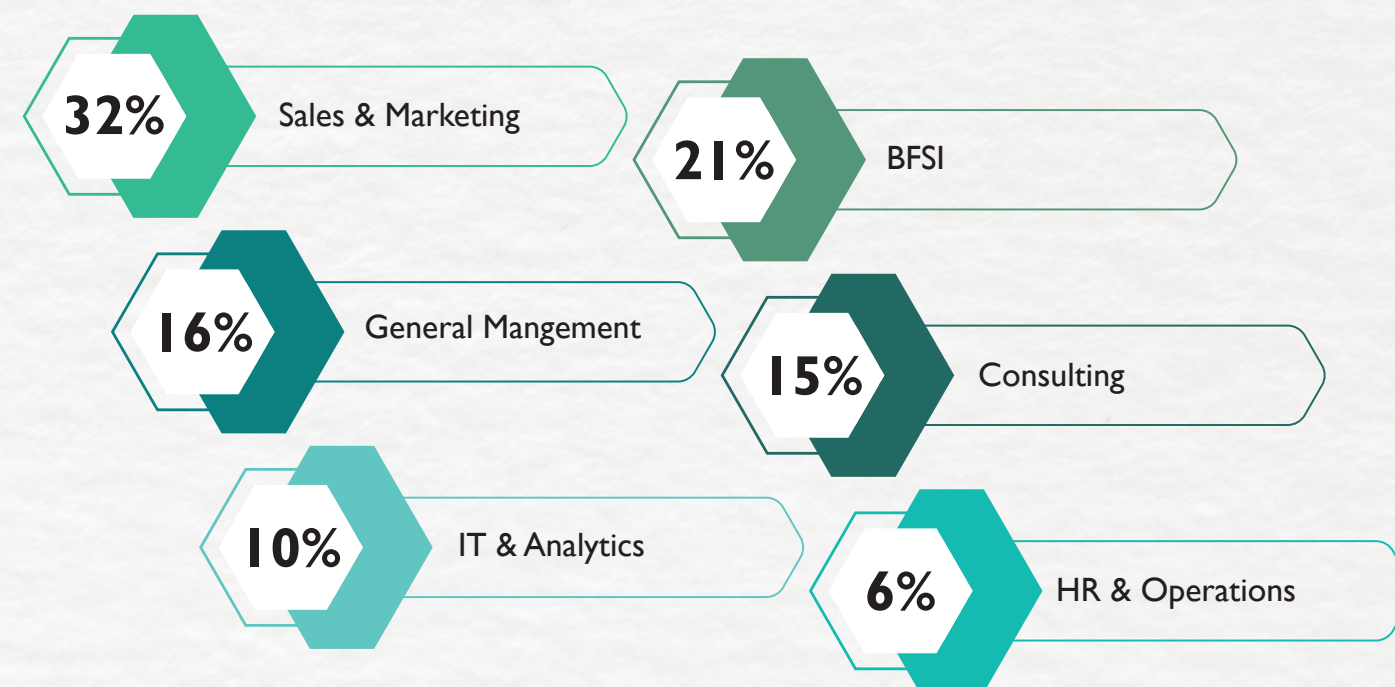 32%
Sales & Marketing
21%
BFSI
16%
General Mangement
15%
Consulting
10%
IT & Analytics
6%
HR & Operations